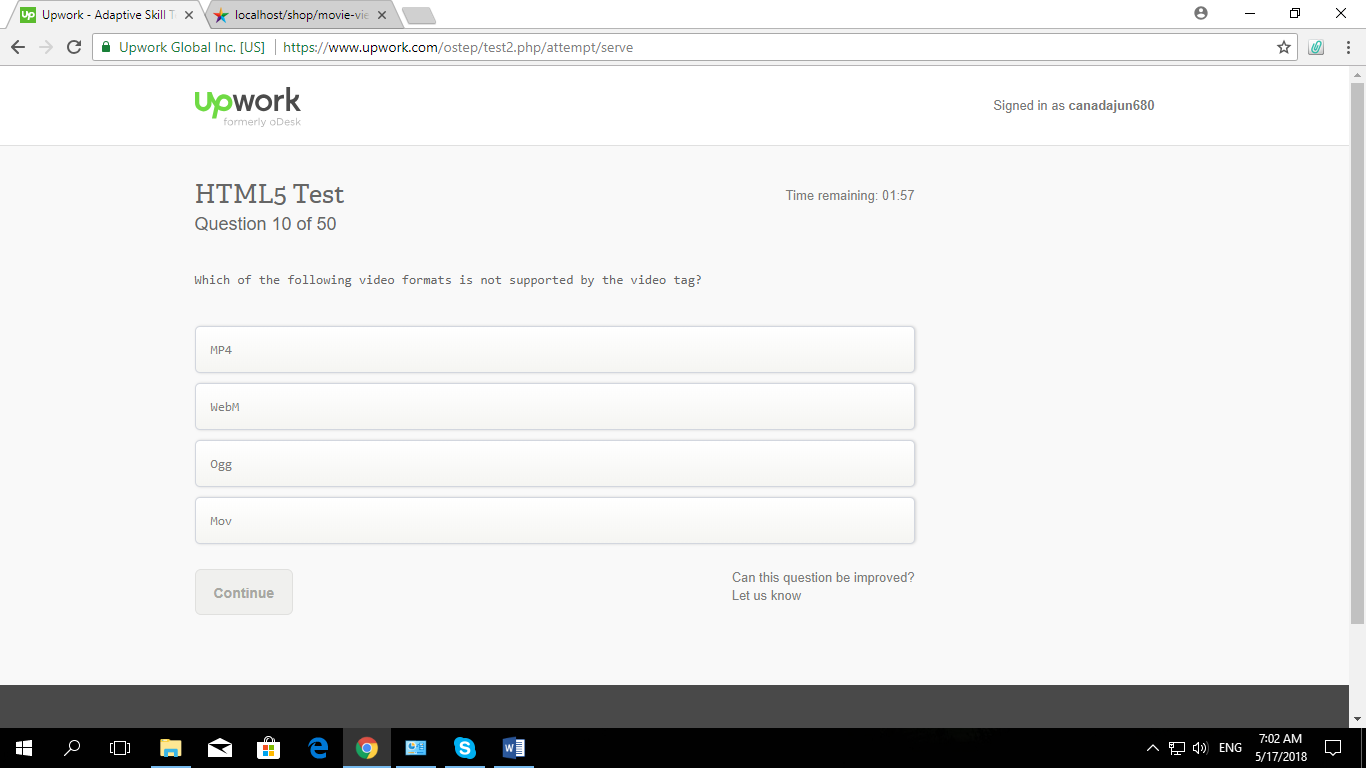 Upwork - Adaptive Skill T
localhost/shop/movie-vie
Upwork Global Inc. [US] https://www.upwork.com/ostep/test2.php/attempt/serve
upwork
formerly oDesk
Signed in as canadajun680
HTML5 Test
Time remaining: 01:57
Question 10 of 50
Which of the following video formats is not supported by the video tag?
MP4
WebM
Ogg
Mov
Continue
Can this question be improved?
Let us know
ENG
7:02 AM
5/17/2018